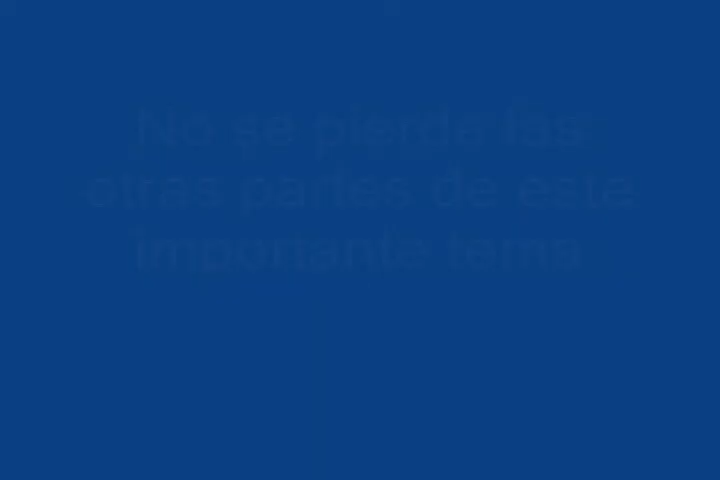 No se pierda las
otras partes de este
importante tema